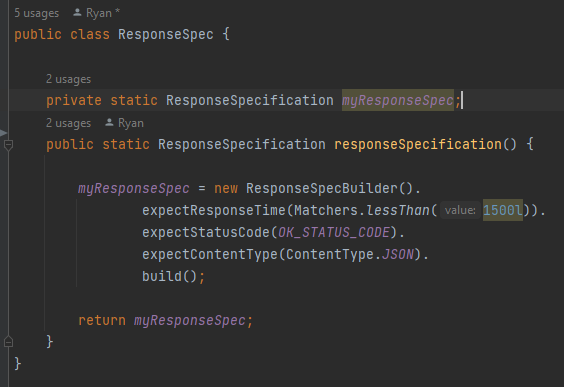 5 usages Ryan *
public class ResponseSpec {
2 usages
private static ResponseSpecification myResponseSpec;
2 usages Ryan
public static ResponseSpecification responseSpecification() {
myResponseSpec = new ResponseSpecBuilder().
expectResponseTime(Matchers.lessThan( value: 1500l)).
expectStatusCode(OK_STATUS_CODE).
expectContentType(ContentType.JSON).
build();
return myResponseSpec;
}
}